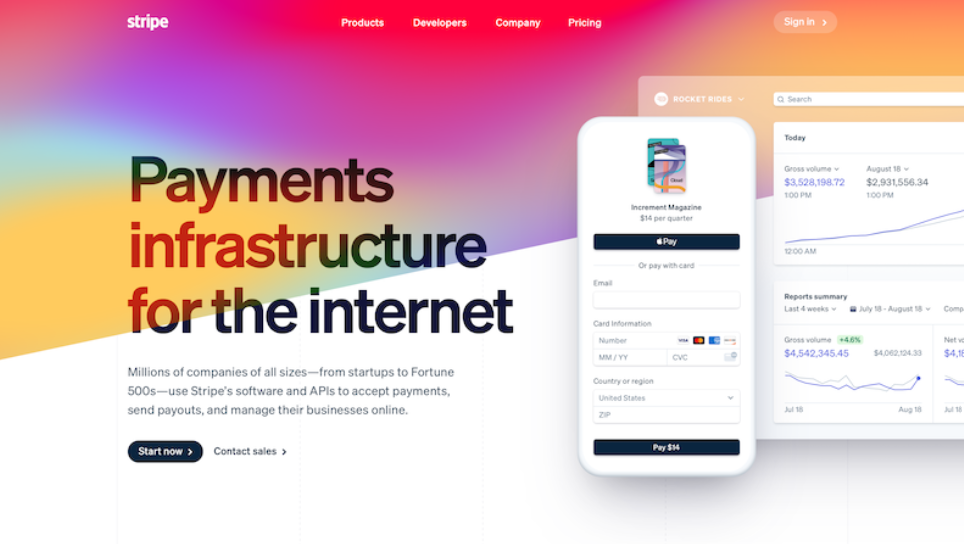 stripe
Products
Developers
Company
Pricing
Sign in
Payments
infrastructure
for the internet
Millions of companies of all sizes—from startups to Fortune
500s—use Stripe's software and APIs to accept payments,
send payouts, and manage their businesses online.
Start now
Contact sales
Increment Magazine
$14 per quarter
Pay
Or pay with card
Email
Card Information
Number
VISA
MM / YY
CVC
Country or region
United States
ZIP
Pay $14
ROCKET RIDES
Search
Today
Gross volume
August 18
$3,528,198.72
$2,931,556.34
1:00 PM
1:00 PM
12:00 AM
Reports summary
Last 4 weeks
July 18 - August 18
Comp
Gross volume
+4.6%
Net vo
$4,542,345.45
$4,062,124.33
Jul 18
Aug 18
Jul 18